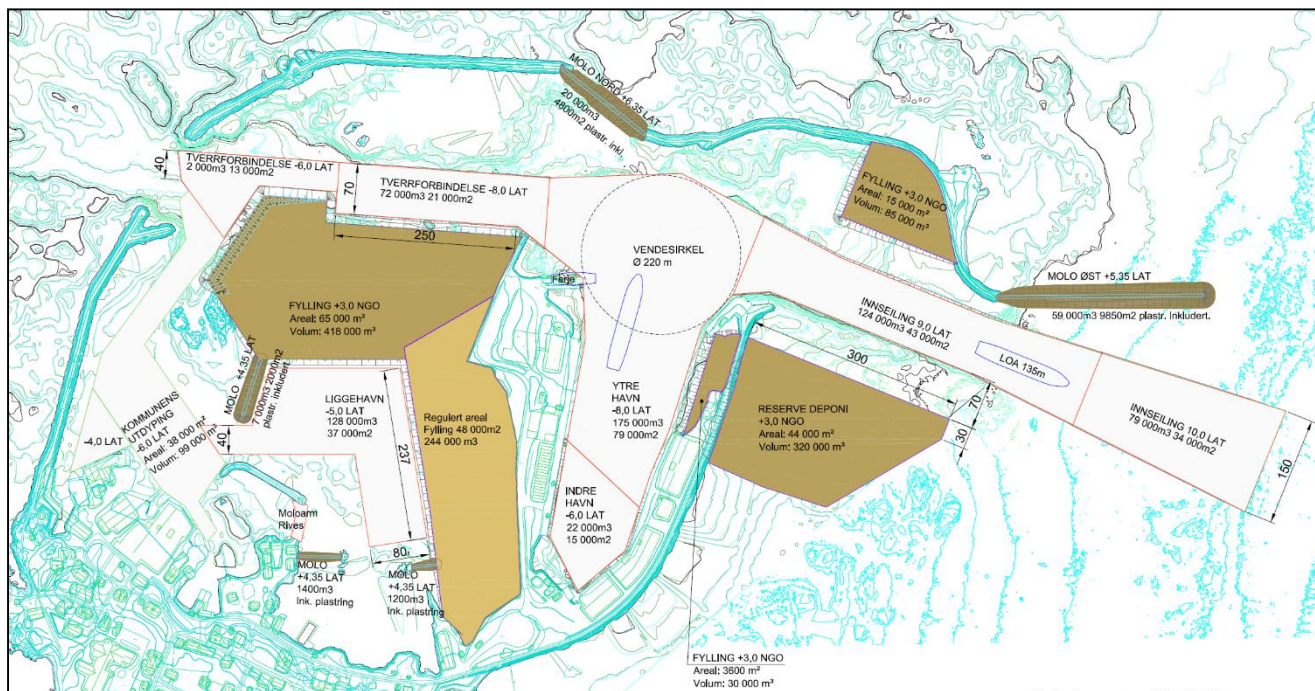 MOLO NORD +6,35 LAT
20 000m3
4800m2 plastr. inkl.
TVERRFORBINDELSE -6,0 LAT
2 000m3 13 000m2
40
70
TVERRFORBINDELSE -8,0 LAT
72 000m3 21 000m2
250
VENDESIRKEL
Ø 220 m
Ferje
FYLLING +3,0 NGO
Areal: 15 000 m²
Volum: 85 000 m³
MOLO ØST +5,35 LAT
59 000m3 9850m2 plastr. Inkludert.
FYLLING +3,0 NGO
Areal: 65 000 m²
Volum: 418 000 m³
INNSEILING 9,0 LAT
124 000m3 43 000m2
LOA 135m
300
70
30
INNSEILING 10,0 LAT
79 000m3 34 000m2
150
MOLO +4,35 LAT
7 000m3 2000m2
plastr. inkludert
KOMMUNENS
UTDYPING
-6,0 LAT
Areal: 38 000 m²
Volum: 99 000 m³
-4,0 LAT
40
LIGGEHAVN
-5,0 LAT
128 000m3
37 000m2
237
Regulert areal
Fylling 48 000m2
244 000 m3
YTRE
HAVN
-8,0 LAT
175 000m3
79 000m2
RESERVE DEPONI
+3,0 NGO
Areal: 44 000 m²
Volum: 320 000 m³
INDRE
HAVN
-6,0 LAT
22 000m3
15 000m2
Moloarm
Rives
80
MOLO
+4,35 LAT
1400m3
Ink. plastring
MOLO
+4,35 LAT
1200m3
Ink. plastring
FYLLING +3,0 NGO
Areal: 3600 m²
Volum: 30 000 m³